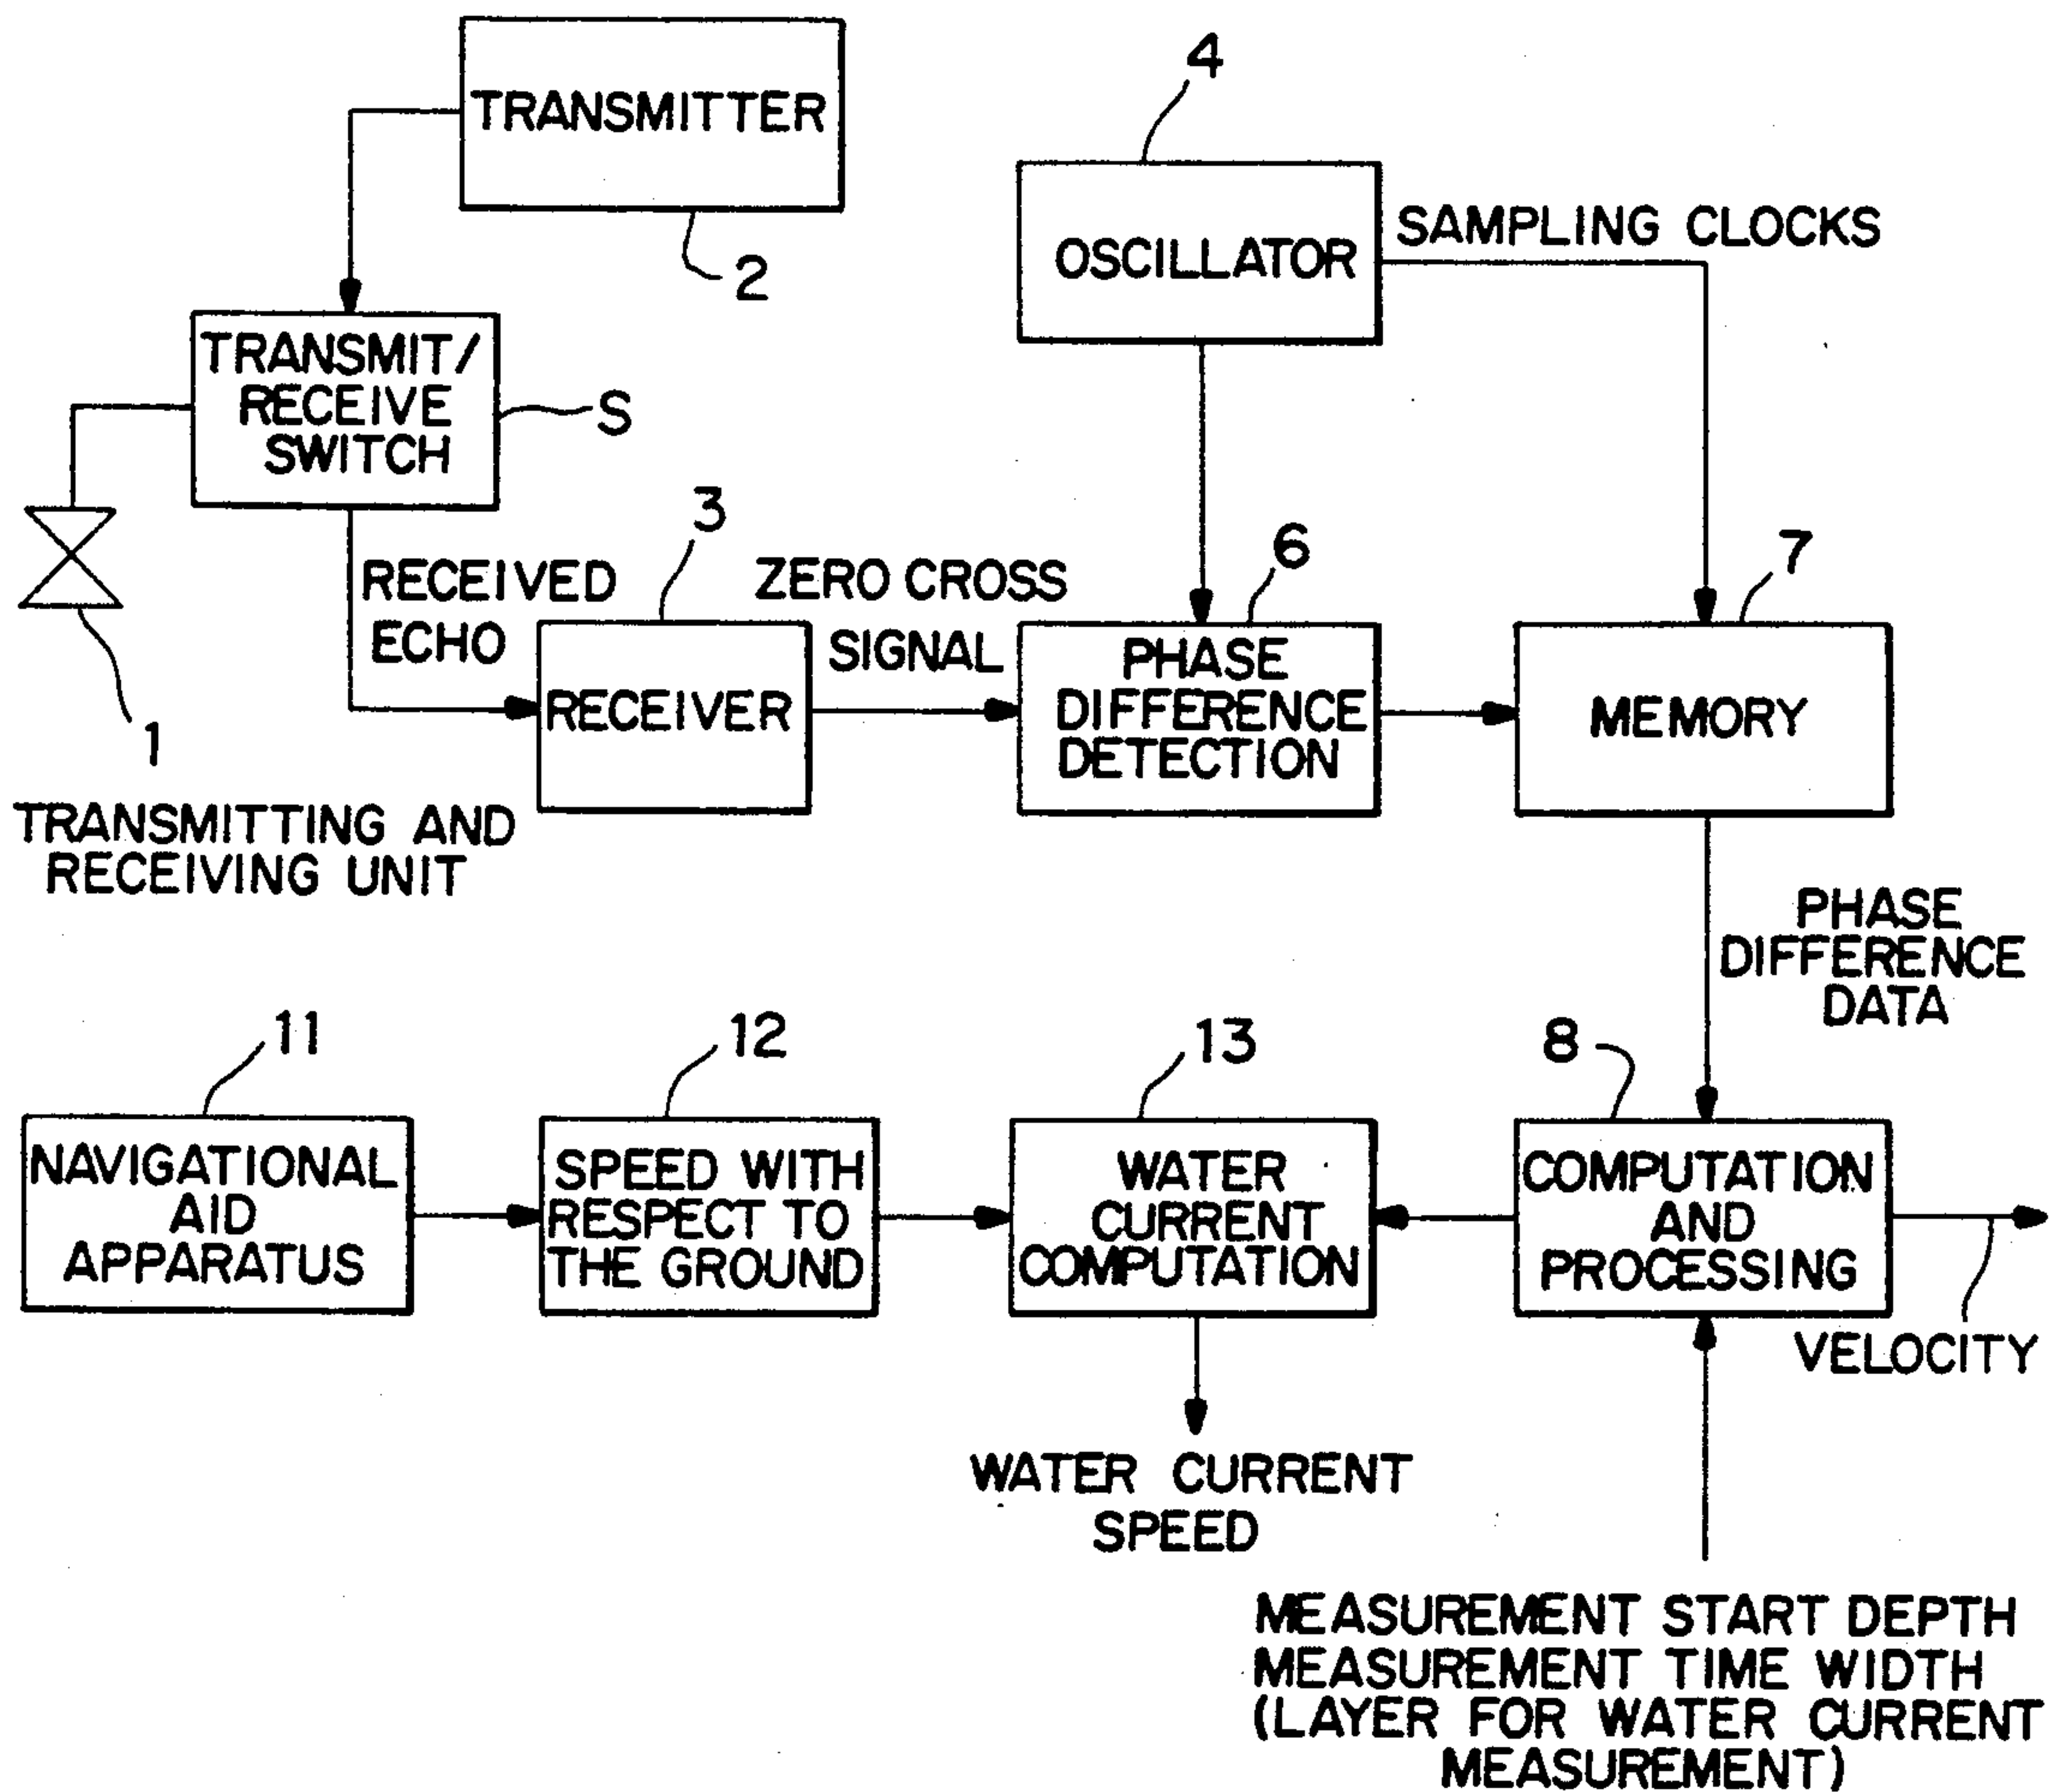 TRANSMITTER
2
4
OSCILLATOR
SAMPLING CLOCKS
TRANSMIT/
RECEIVE
SWITCH
S
1
TRANSMITTING AND
RECEIVING UNIT
RECEIVED
ECHO
3
RECEIVER
ZERO CROSS
SIGNAL
6
PHASE
DIFFERENCE
DETECTION
7
MEMORY
PHASE
DIFFERENCE
DATA
11
NAVIGATIONAL
AID
APPARATUS
12
SPEED WITH
RESPECT TO
THE GROUND
13
WATER
CURRENT
COMPUTATION
8
COMPUTATION
AND
PROCESSING
VELOCITY
WATER CURRENT
SPEED
MEASUREMENT START DEPTH
MEASUREMENT TIME WIDTH
(LAYER FOR WATER CURRENT
MEASUREMENT)